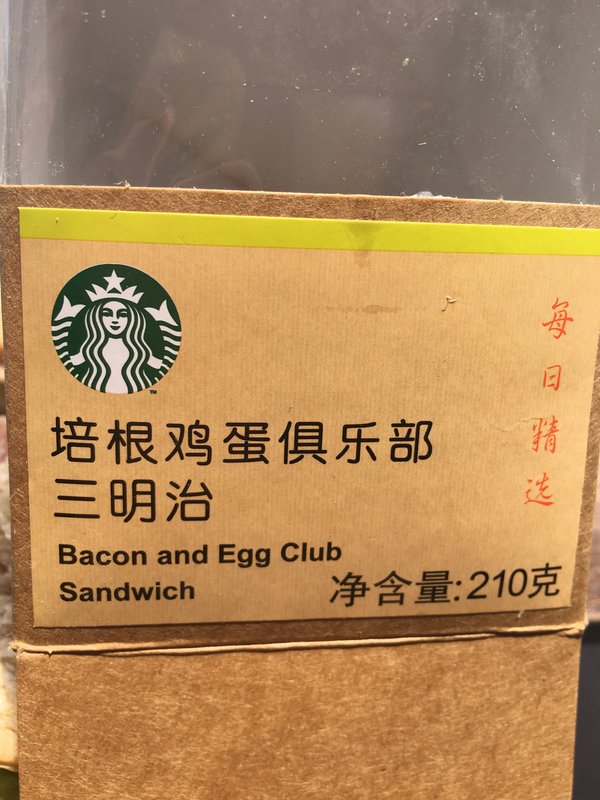 培根鸡蛋俱乐部
三明治
Bacon and Egg Club
Sandwich
净含量:210克
每日精选
TM